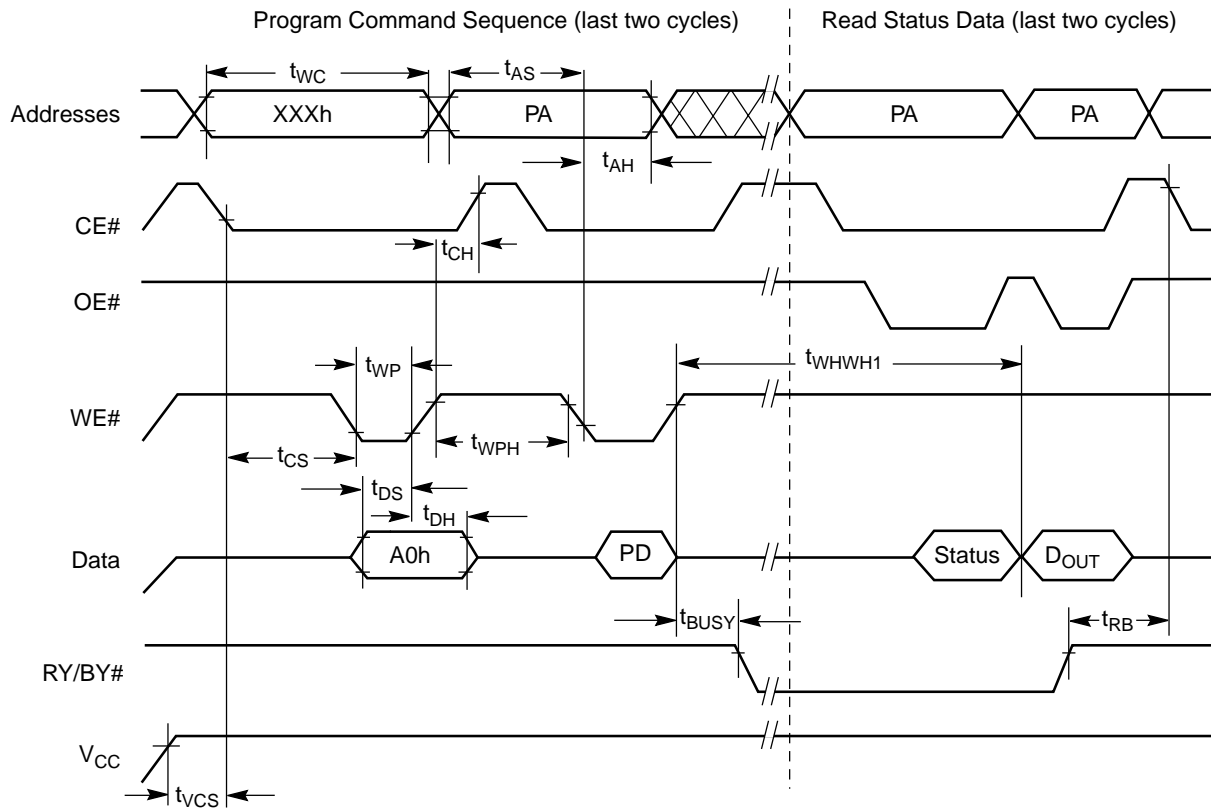 Program Command Sequence (last two cycles)
Read Status Data (last two cycles)
tWC
tAS
Addresses
XXXh
PA
PA
PA
tAH
CE#
tCH
OE#
tWP
tWHWH1
WE#
tCS
tWPH
tDS
tDH
Data
A0h
PD
Status
DOUT
tBUSY
tRB
RY/BY#
VCC
tVCS